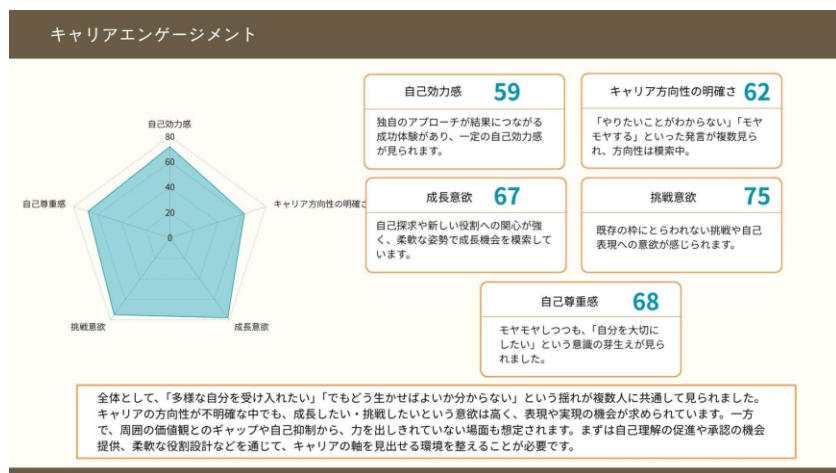 キャリアエンゲージメント
自己効力感
80
60
40
20
0
自己尊重感
キャリア方向性の明確さ
挑戦意欲
成長意欲
自己効力感 59
独自のアプローチが結果につながる
成功体験があり、一定の自己効力感
が見られます。
キャリア方向性の明確さ 62
「やりたいことがわからない」「モヤ
モヤする」といった発言が複数見ら
れ、方向性は模索中。
成長意欲 67
自己探求や新しい役割への関心が強
く、柔軟な姿勢で成長機会を模索して
います。
挑戦意欲 75
既存の枠にとらわれない挑戦や自己
表現への意欲が感じられます。
自己尊重感 68
モヤモヤしつつも、「自分を大切に
したい」という意識の芽生えが見ら
れました。
全体として、「多様な自分を受け入れたい」「でもどう生かせばよいか分からない」という揺れが複数人に共通して見られました。
キャリアの方向性が不明確な中でも、成長したい・挑戦したいという意欲は高く、表現や実現の機会が求められています。一方
で、周囲の価値観とのギャップや自己抑制から、力を出しきれていない場面も想定されます。まずは自己理解の促進や承認の機会
提供、柔軟な役割設計などを通じて、キャリアの軸を見出せる環境を整えることが必要です。